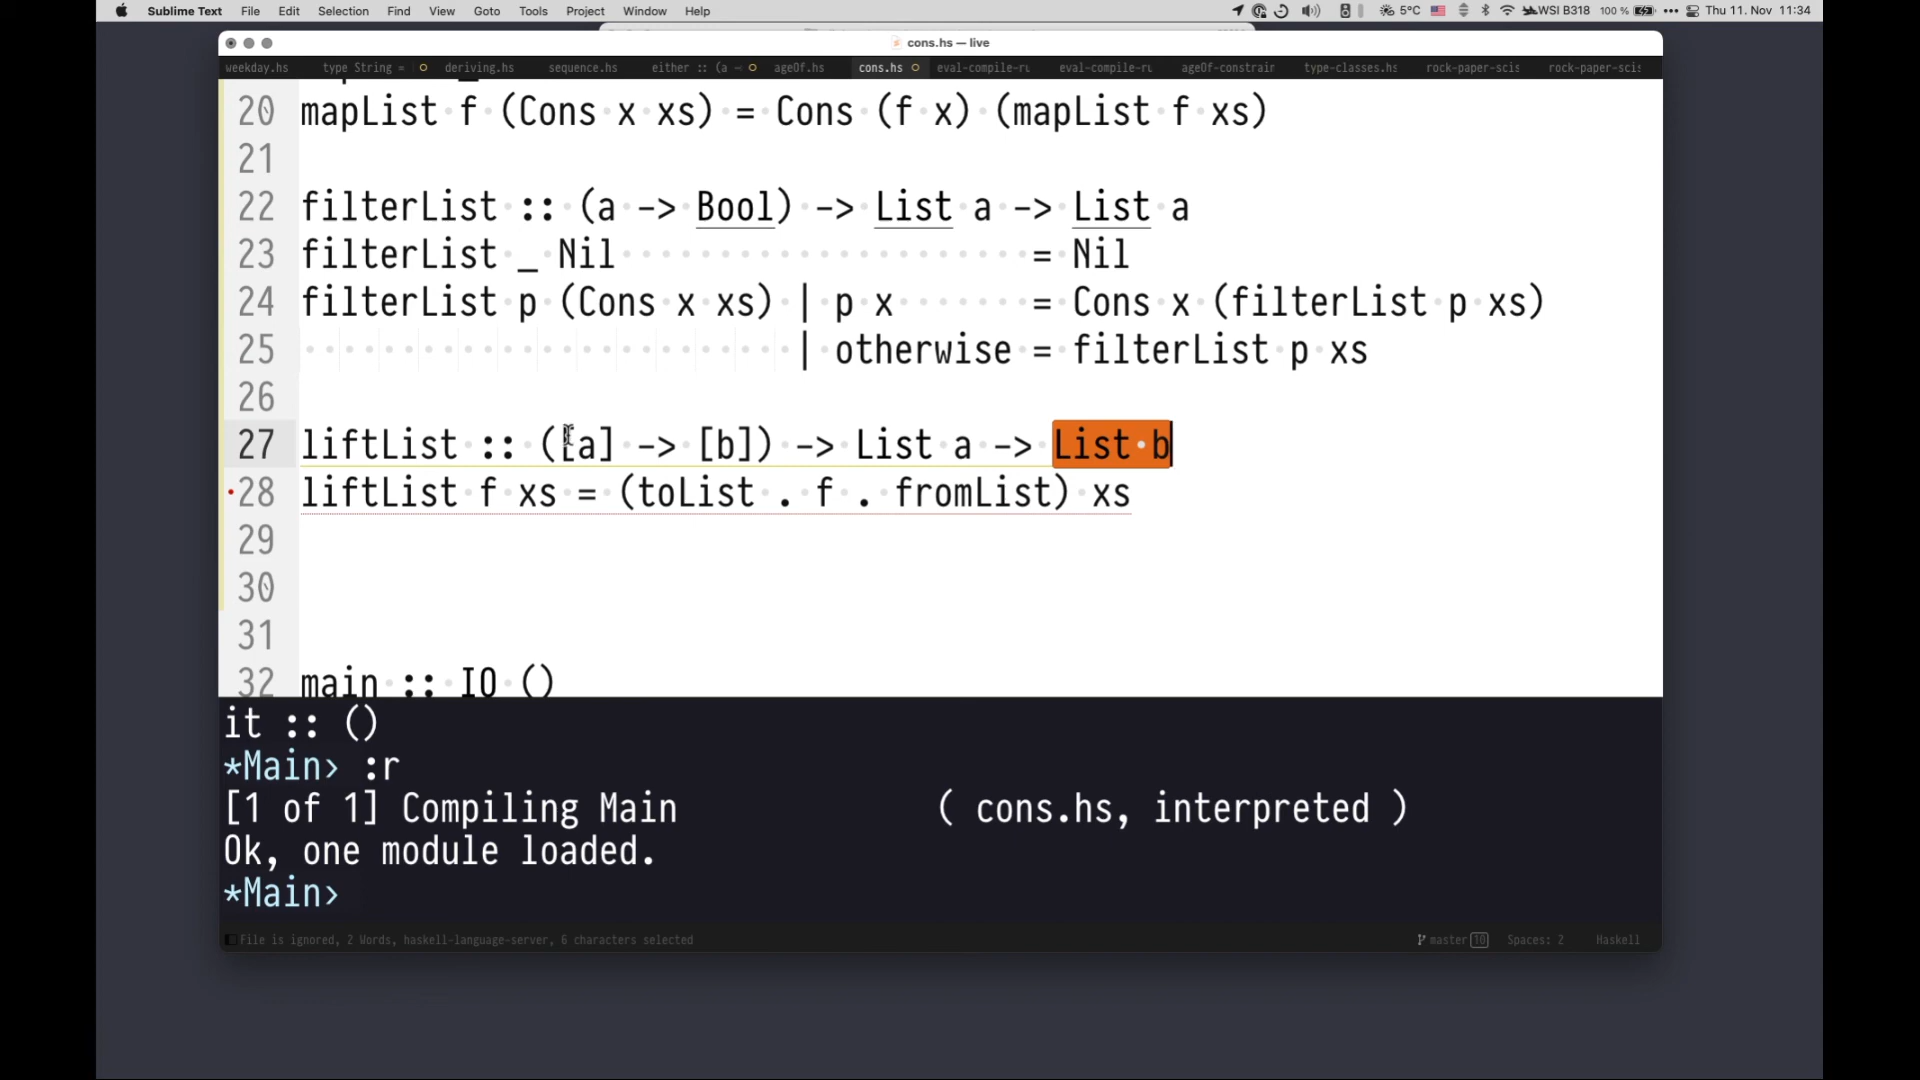 Sublime Text File Edit Selection Find View Goto Tools Project Window Help 5°C WSI B318 100 % Thu 11. Nov 11:34
cons.hs — live
weekday.hs type String = deriving.hs sequence.hs either :: (a ageOf.hs cons.hs eval-compile-ru eval-compile-ru ageOf-constrair type-classes.hs rock-paper-scis rock-paper-scis
20 mapList f (Cons x xs) = Cons (f x) (mapList f xs)
21
22 filterList :: (a -> Bool) -> List a -> List a
23 filterList _ Nil = Nil
24 filterList p (Cons x xs) | p x = Cons x (filterList p xs)
25 | otherwise = filterList p xs
26
27 liftList :: ([a] -> [b]) -> List a -> List b
28 liftList f xs = (toList . f . fromList) xs
29
30
31
32 main :: IO ()
it :: ()
*Main> :r
[1 of 1] Compiling Main ( cons.hs, interpreted )
Ok, one module loaded.
*Main>
File is ignored, 2 Words, haskell-language-server, 6 characters selected master 10 Spaces: 2 Haskell